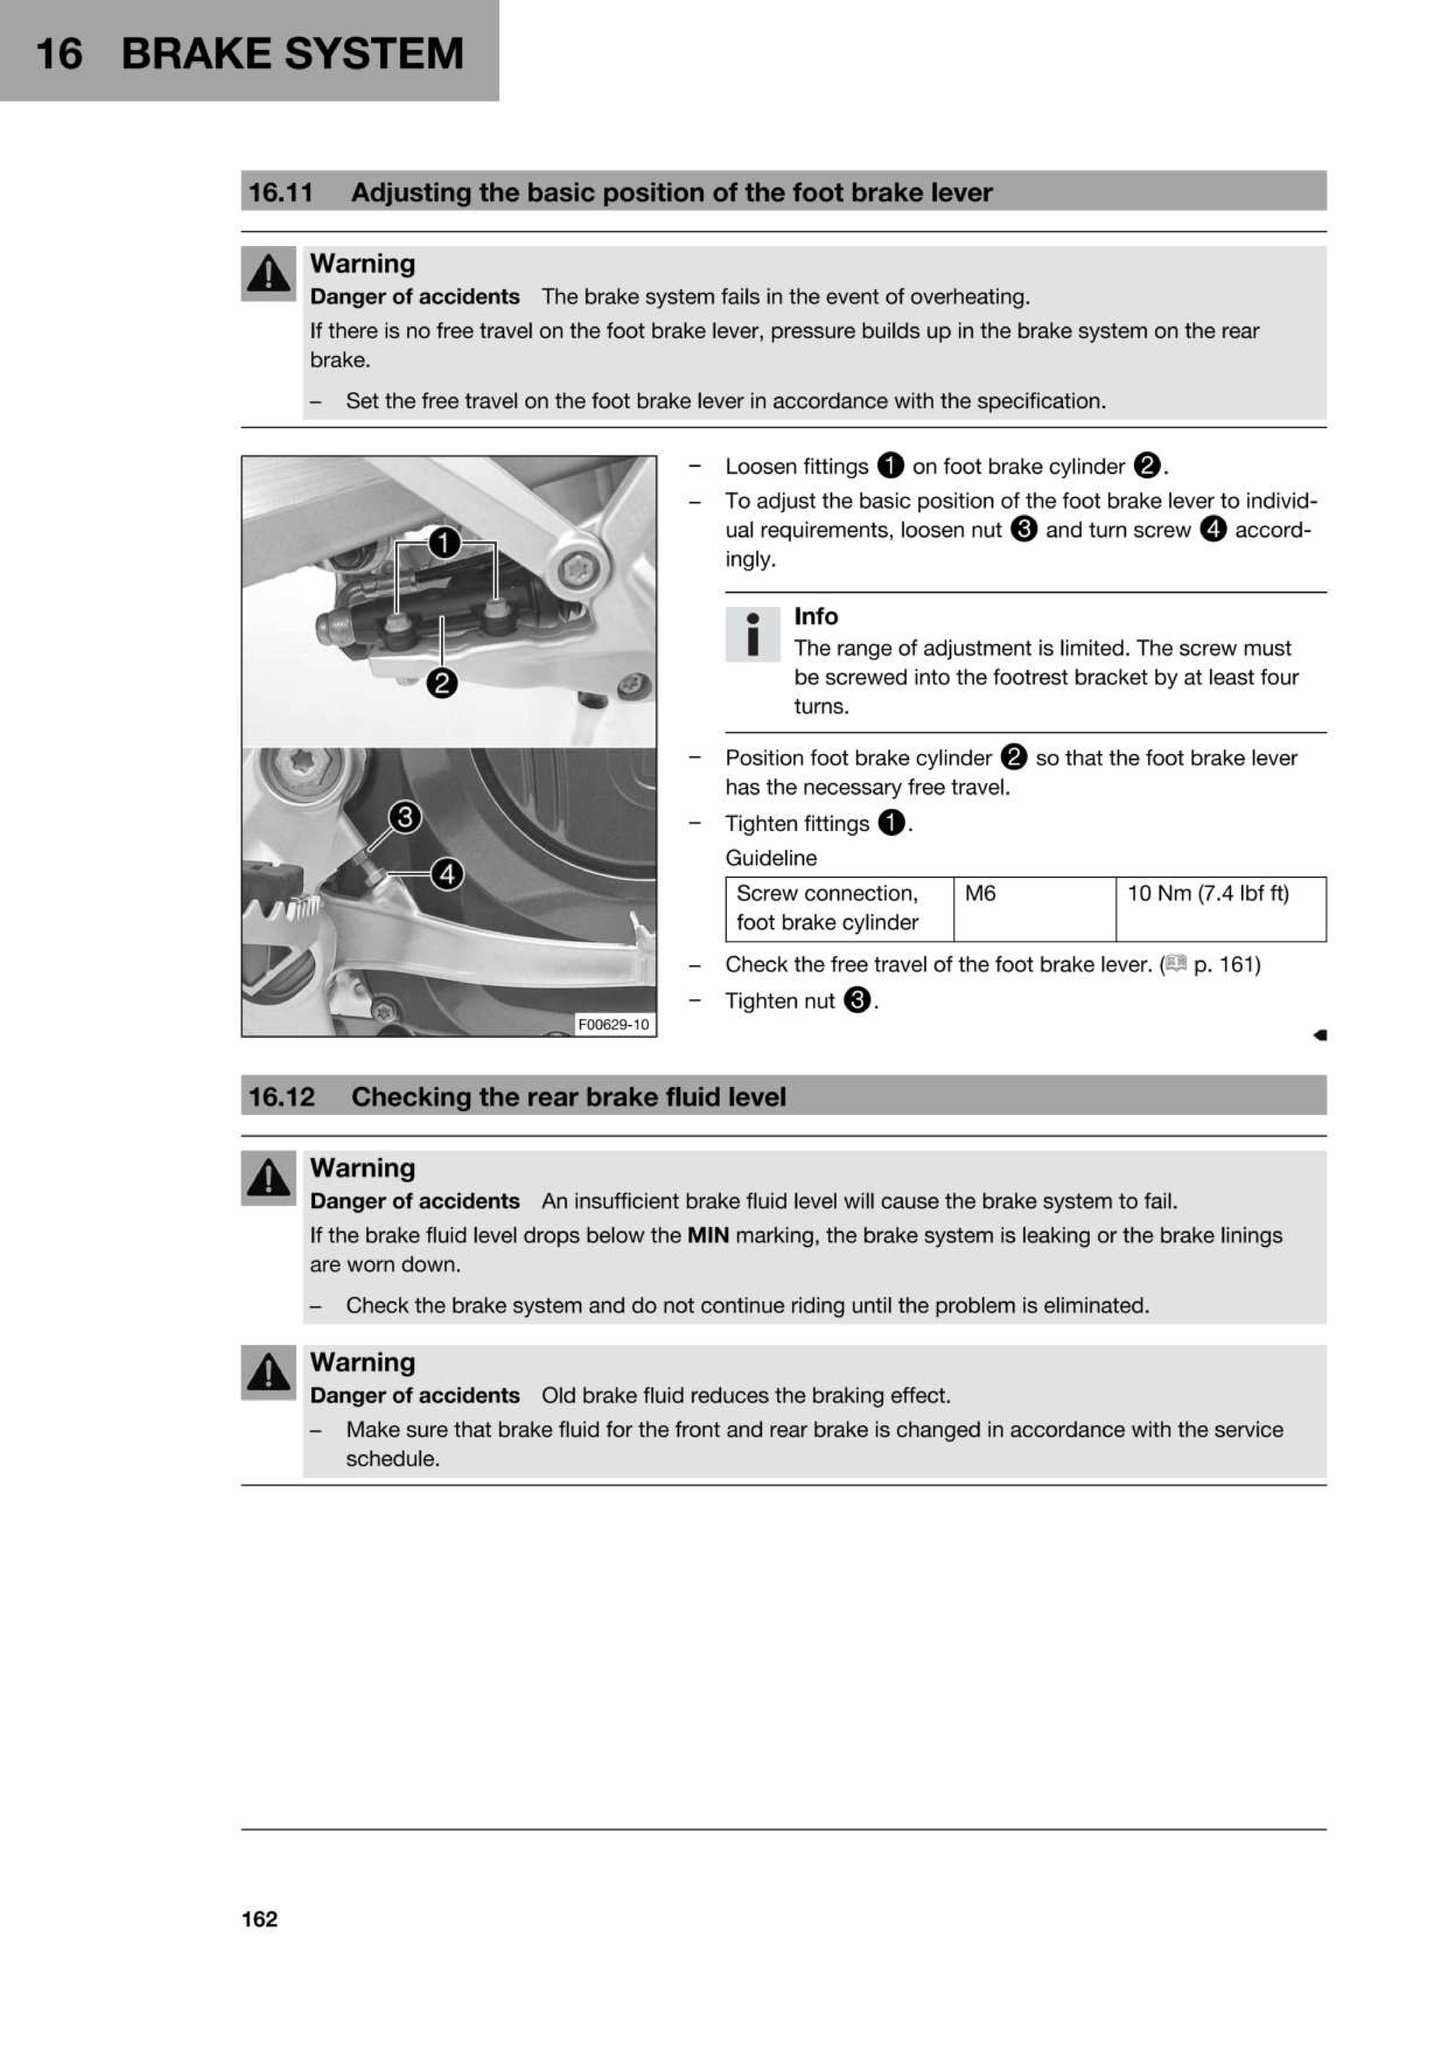 16 BRAKE SYSTEM
16.11 Adjusting the basic position of the foot brake lever
Warning
Danger of accidents The brake system fails in the event of overheating.
If there is no free travel on the foot brake lever, pressure builds up in the brake system on the rear
brake.
– Set the free travel on the foot brake lever in accordance with the specification.
1
2
3
4
F00629-10
– Loosen fittings 1 on foot brake cylinder 2.
– To adjust the basic position of the foot brake lever to individ-
ual requirements, loosen nut 3 and turn screw 4 accord-
ingly.
Info
The range of adjustment is limited. The screw must
be screwed into the footrest bracket by at least four
turns.
– Position foot brake cylinder 2 so that the foot brake lever
has the necessary free travel.
– Tighten fittings 1.
Guideline
Screw connection, M6 10 Nm (7.4 lbf ft)
foot brake cylinder
– Check the free travel of the foot brake lever. ( p. 161)
– Tighten nut 3.
16.12 Checking the rear brake fluid level
Warning
Danger of accidents An insufficient brake fluid level will cause the brake system to fail.
If the brake fluid level drops below the MIN marking, the brake system is leaking or the brake linings
are worn down.
– Check the brake system and do not continue riding until the problem is eliminated.
Warning
Danger of accidents Old brake fluid reduces the braking effect.
– Make sure that brake fluid for the front and rear brake is changed in accordance with the service
schedule.
162